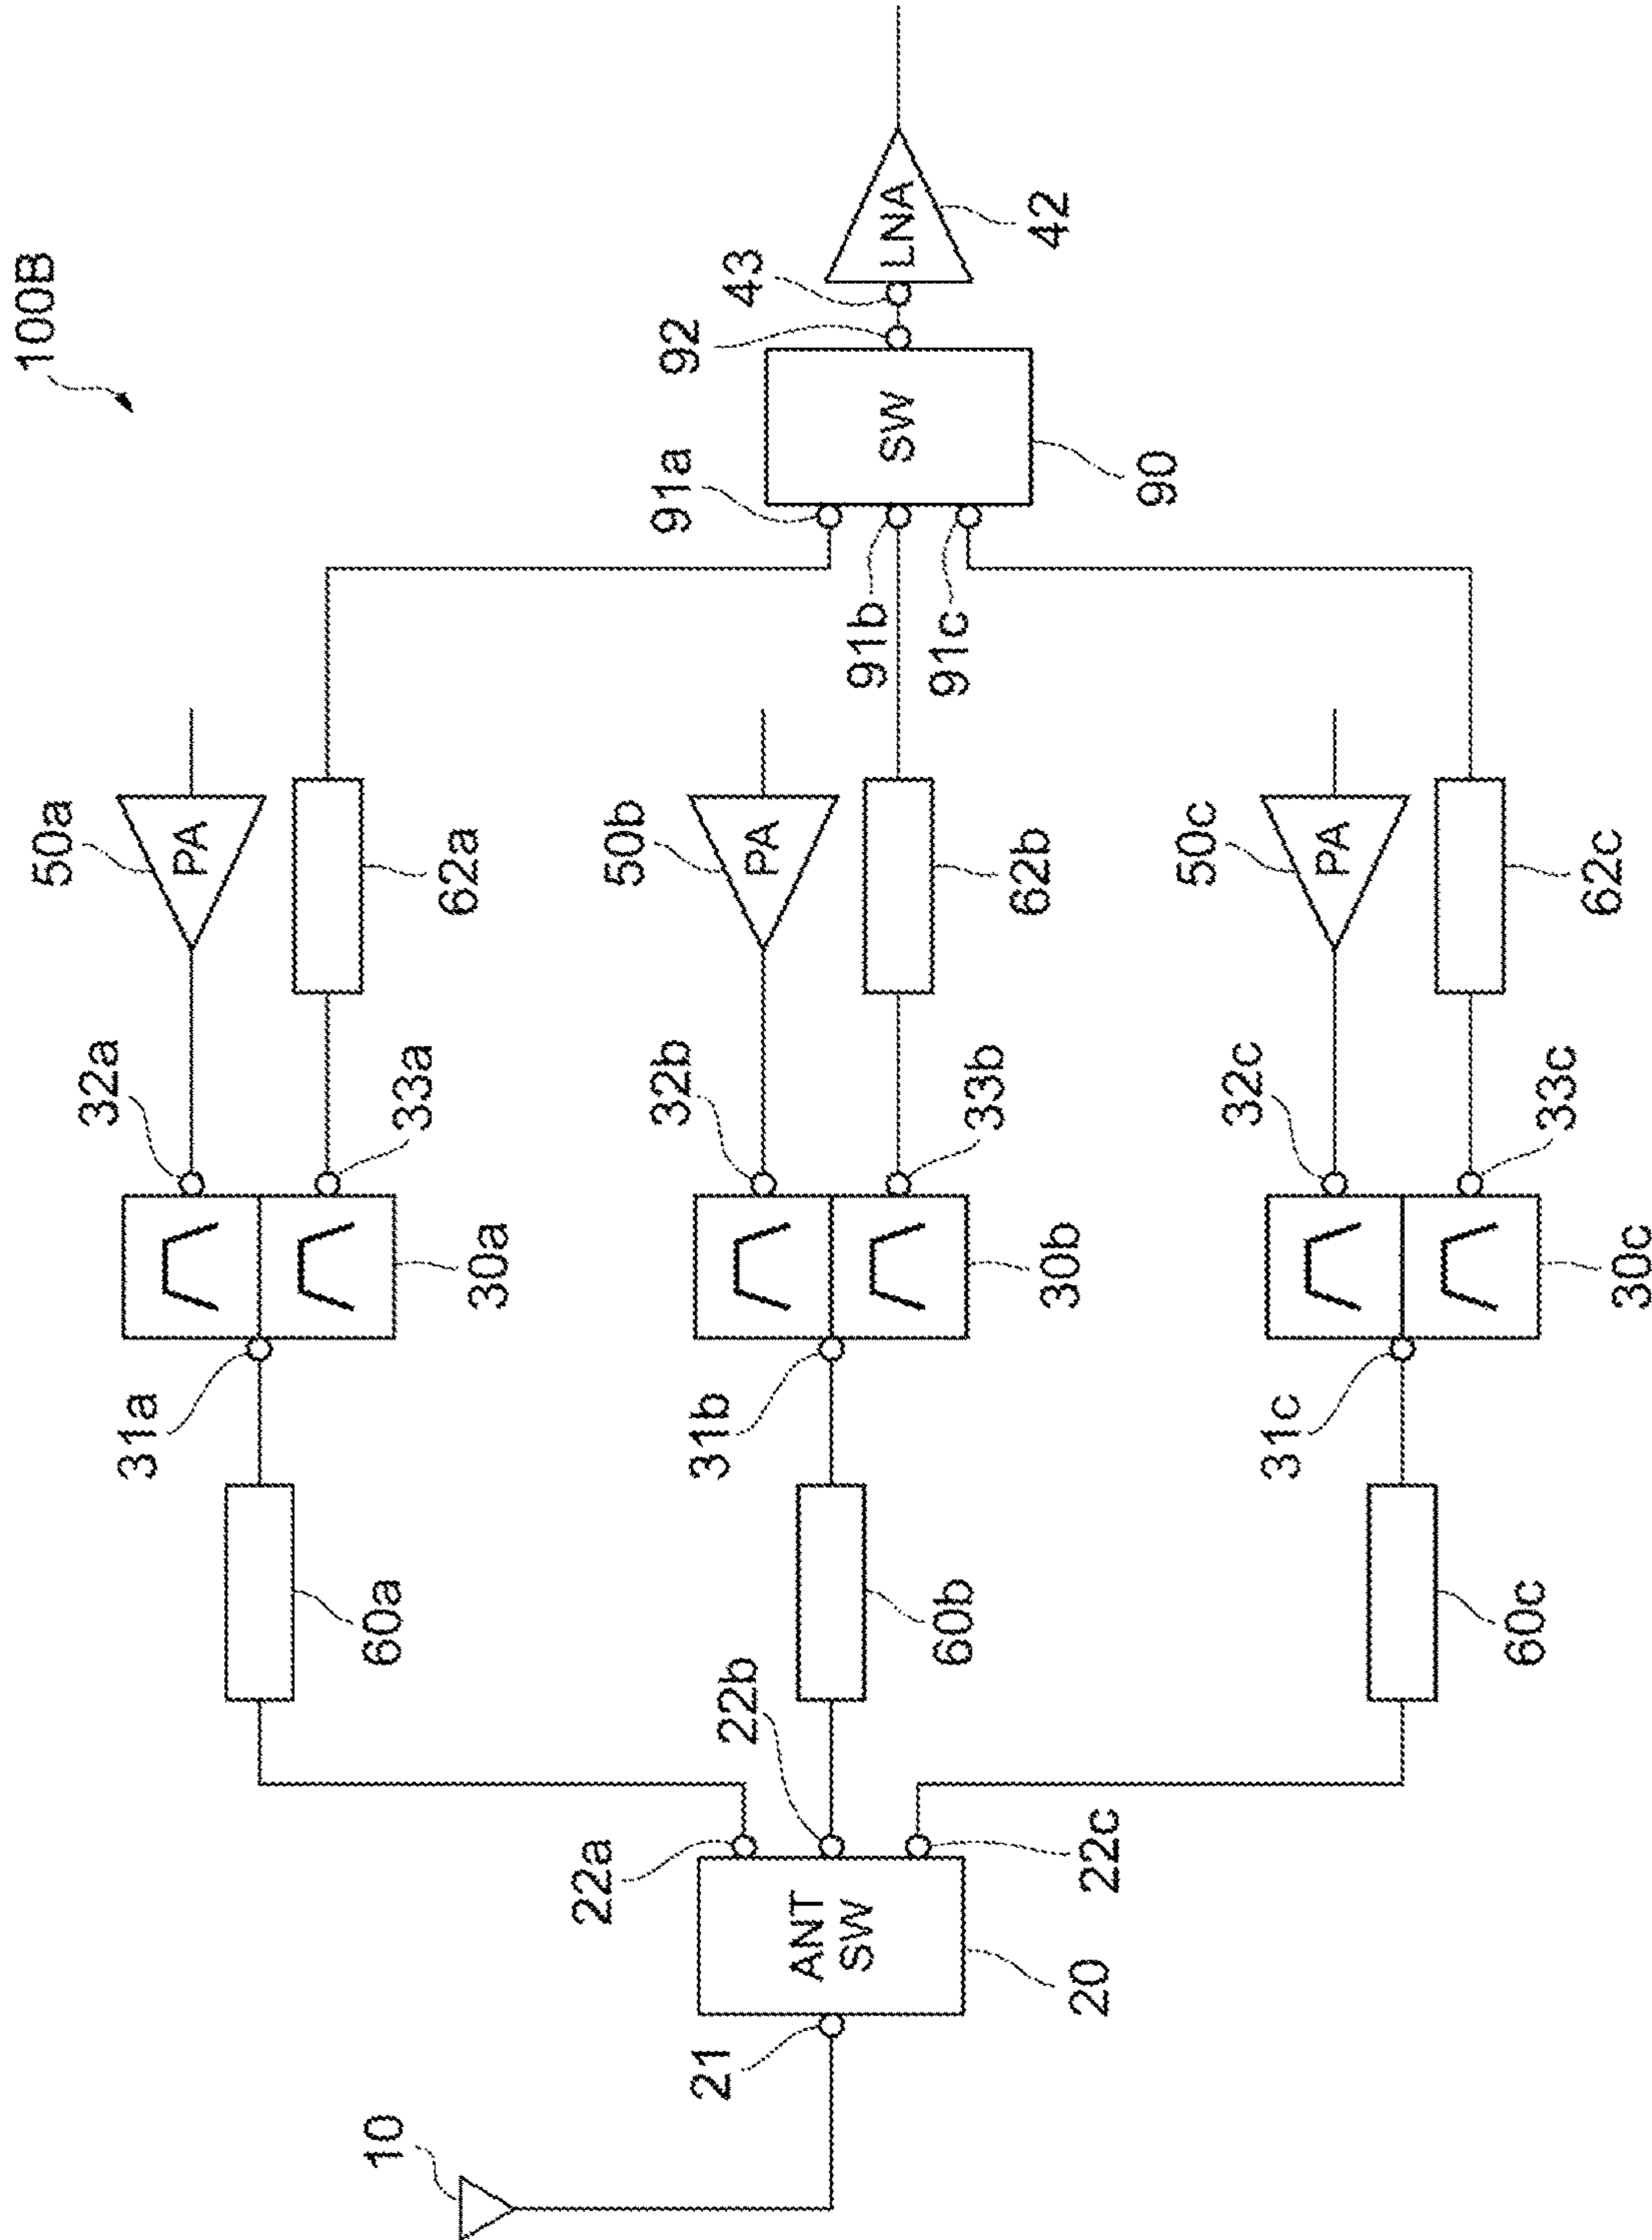 100B
10
21
ANT
SW
20
22a
22b
22c
60a
60b
60c
31a
31b
31c
30a
30b
30c
32a
33a
32b
33b
32c
33c
50a
PA
62a
50b
PA
62b
50c
PA
62c
91a
91b
91c
SW
90
92
43
LNA
42